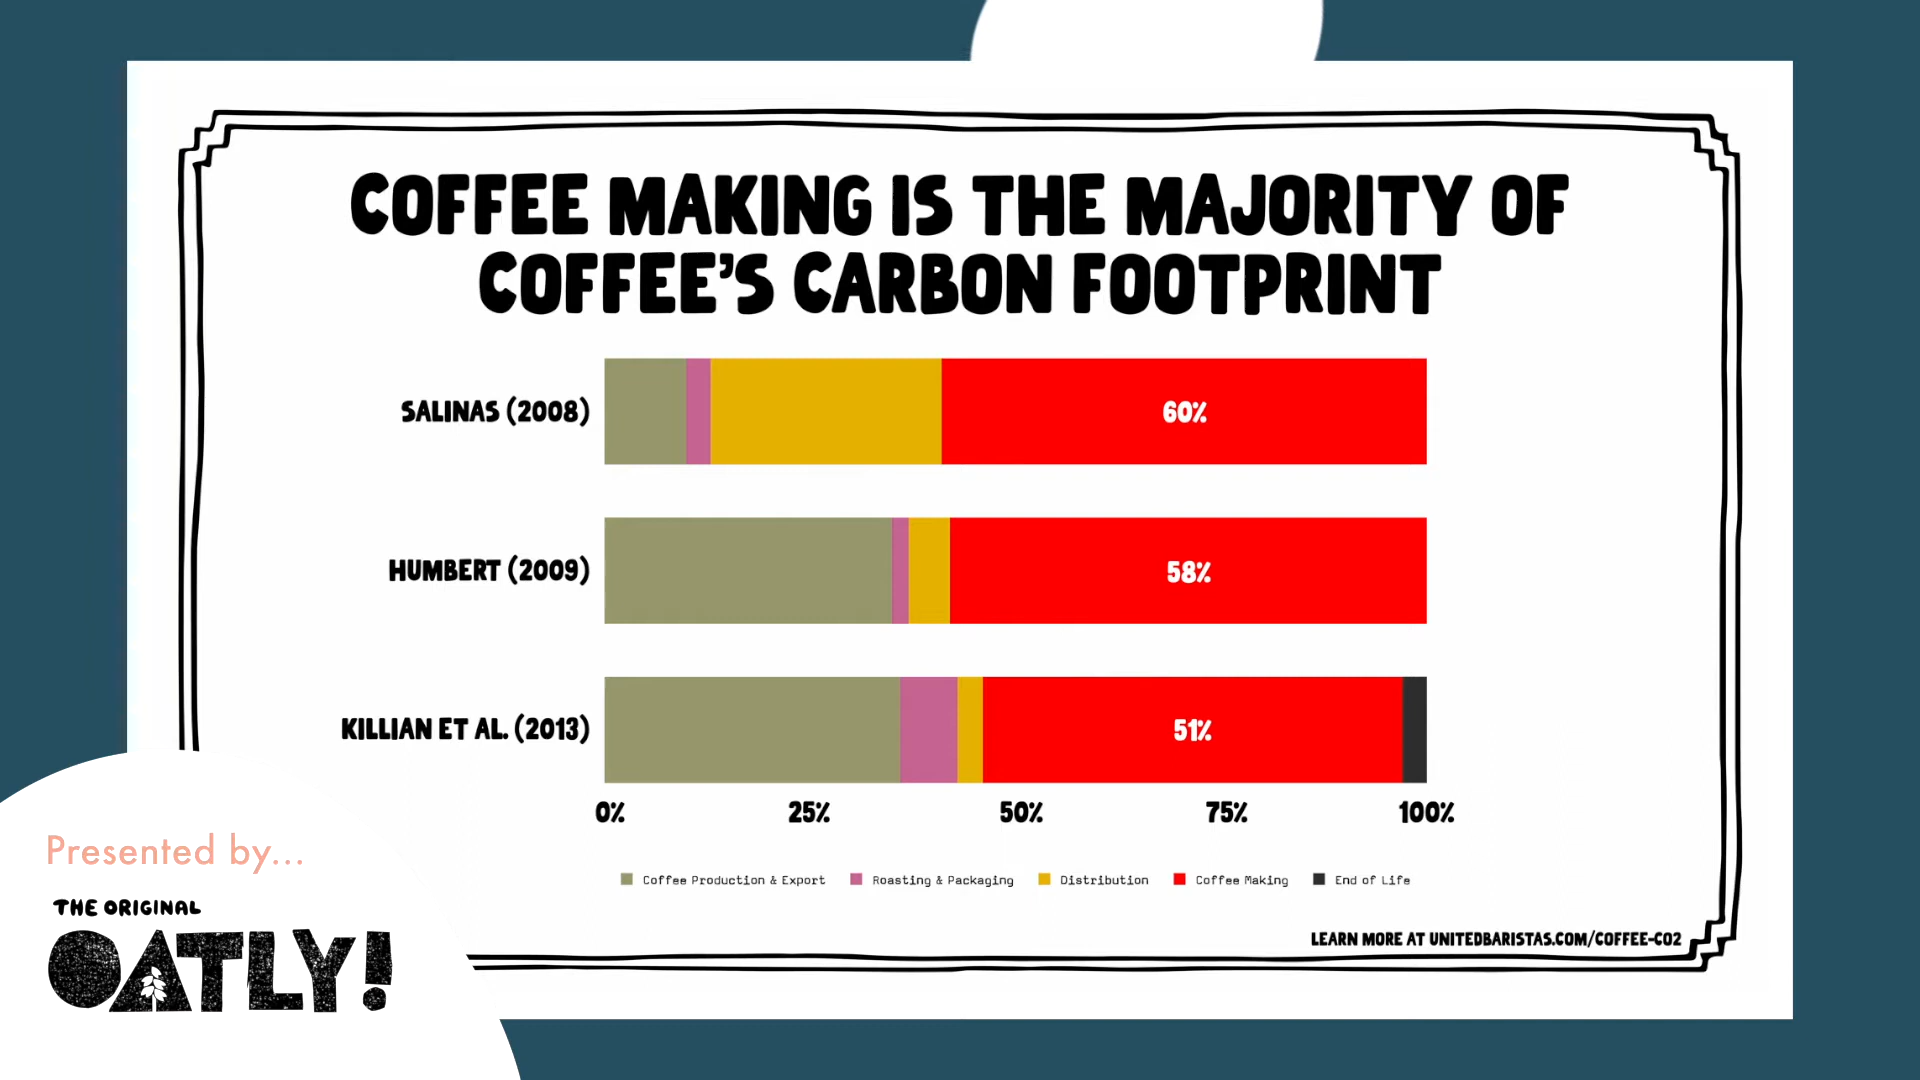 COFFEE MAKING IS THE MAJORITY OF
COFFEE'S CARBON FOOTPRINT
SALINAS (2008)
60%
HUMBERT (2009)
58%
KILLIAN ET AL. (2013)
51%
0% 25% 50% 75% 100%
Coffee Production & Export Roasting & Packaging Distribution Coffee Making End of Life
LEARN MORE AT UNITEDBARISTAS.COM/COFFEE-CO2
Presented by...
THE ORIGINAL
OATLY!